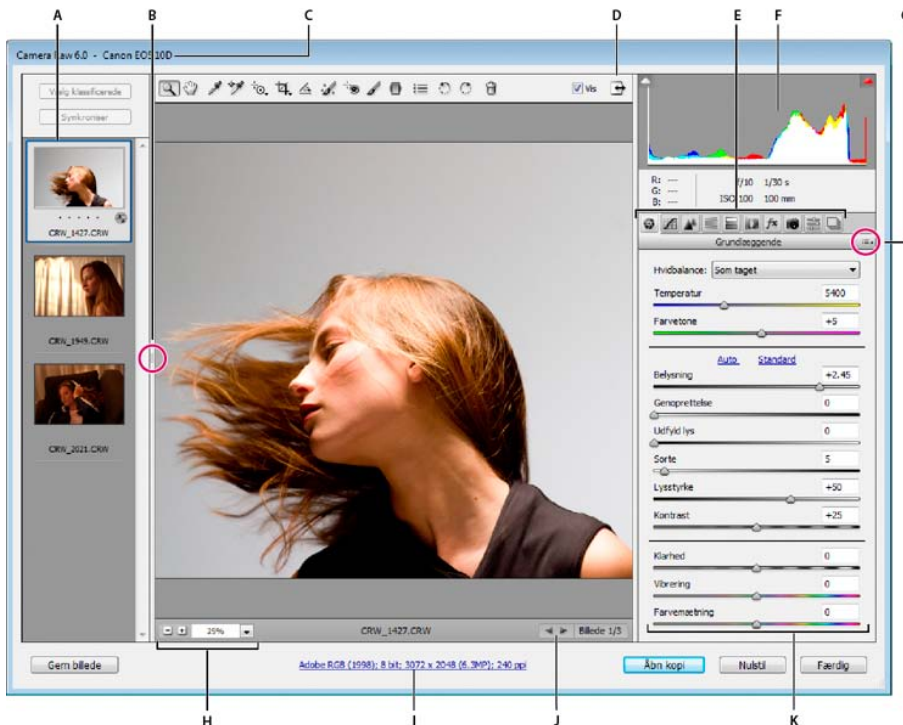 A B C D E F
Camera Raw 6.0 - Canon EOS 10D
Vælg klassificerede
Synkroniser
Vis
R: ---
G: ---
B: ---
f/10 1/30 s
ISO 100 100 mm
CRW_1427.CRW
CRW_1949.CRW
CRW_2021.CRW
Grundlæggende
Hvidbalance: Som taget
Temperatur 5400
Farvetone +5
Auto Standard
Belysning +2.45
Genoprettelse 0
Udfyld lys 0
Sorte 5
Lysstyrke +50
Kontrast +25
Klarhed 0
Vibrering 0
Farvemætning 0
25% CRW_1427.CRW Billede 1/3
Gem billede
Adobe RGB (1998); 8 bit; 3072 x 2048 (6.3MP); 240 ppi
Åbn kopi Nulstil Færdig
H I J K